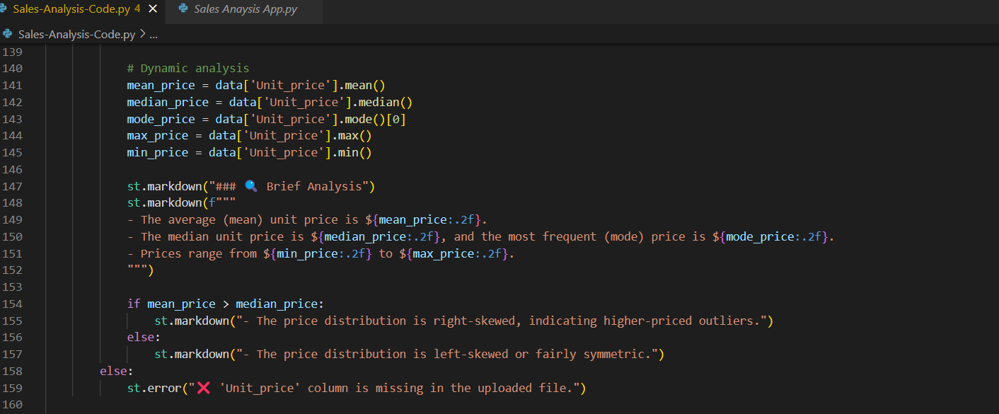 Sales-Analysis-Code.py 4 × Sales Anaysis App.py
Sales-Analysis-Code.py > ...
139
140 # Dynamic analysis
141 mean_price = data['Unit_price'].mean()
142 median_price = data['Unit_price'].median()
143 mode_price = data['Unit_price'].mode()[0]
144 max_price = data['Unit_price'].max()
145 min_price = data['Unit_price'].min()
146
147 st.markdown("### 🔍 Brief Analysis")
148 st.markdown(f"""
149 - The average (mean) unit price is ${mean_price:.2f}.
150 - The median unit price is ${median_price:.2f}, and the most frequent (mode) price is ${mode_price:.2f}.
151 - Prices range from ${min_price:.2f} to ${max_price:.2f}.
152 """)
153
154 if mean_price > median_price:
155 st.markdown("- The price distribution is right-skewed, indicating higher-priced outliers.")
156 else:
157 st.markdown("- The price distribution is left-skewed or fairly symmetric.")
158 else:
159 st.error("❌ 'Unit_price' column is missing in the uploaded file.")
160